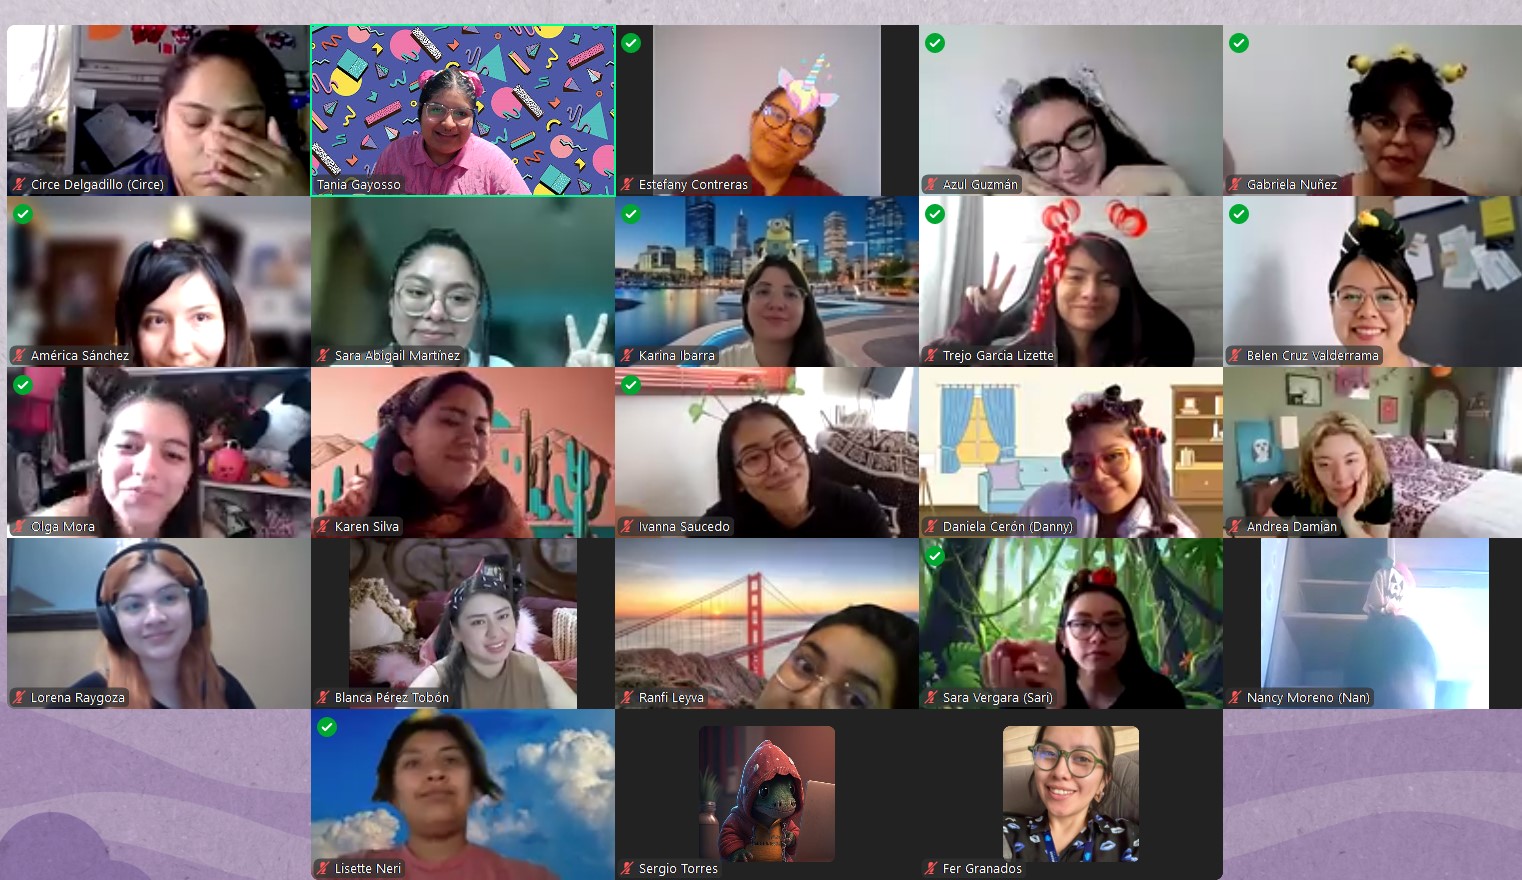 Circe Delgadillo (Circe)
Tania Gayosso
Estefany Contreras
Azul Guzmán
Gabriela Nuñez
América Sánchez
Sara Abigail Martínez
Karina Ibarra
Trejo Garcia Lizette
Belen Cruz Valderrama
Olga Mora
Karen Silva
Ivanna Saucedo
Daniela Cerón (Danny)
Andrea Damian
Lorena Raygoza
Blanca Pérez Tobón
Ranfi Leyva
Sara Vergara (Sari)
Nancy Moreno (Nan)
Lisette Neri
Sergio Torres
Fer Granados